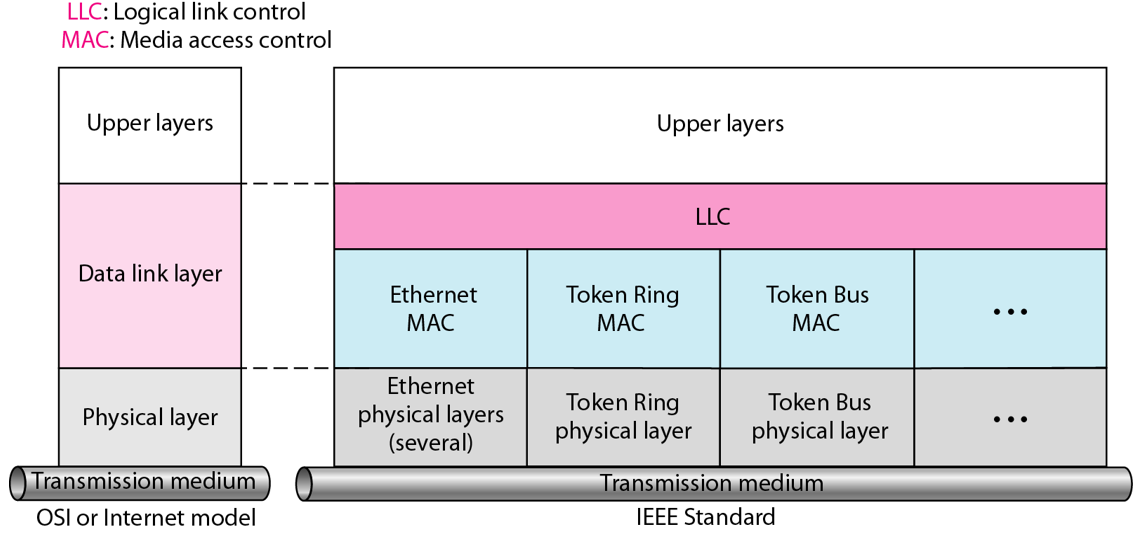 LLC: Logical link control
MAC: Media access control
Upper layers
Data link layer
Physical layer
Transmission medium
OSI or Internet model
Upper layers
LLC
Ethernet
MAC
Token Ring
MAC
Token Bus
MAC
...
Ethernet
physical layers
(several)
Token Ring
physical layer
Token Bus
physical layer
...
Transmission medium
IEEE Standard